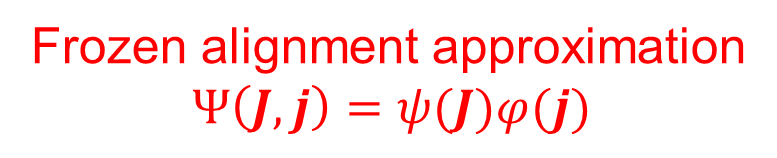 Frozen alignment approximation
Ψ(J, j) = ψ(J)φ(j)